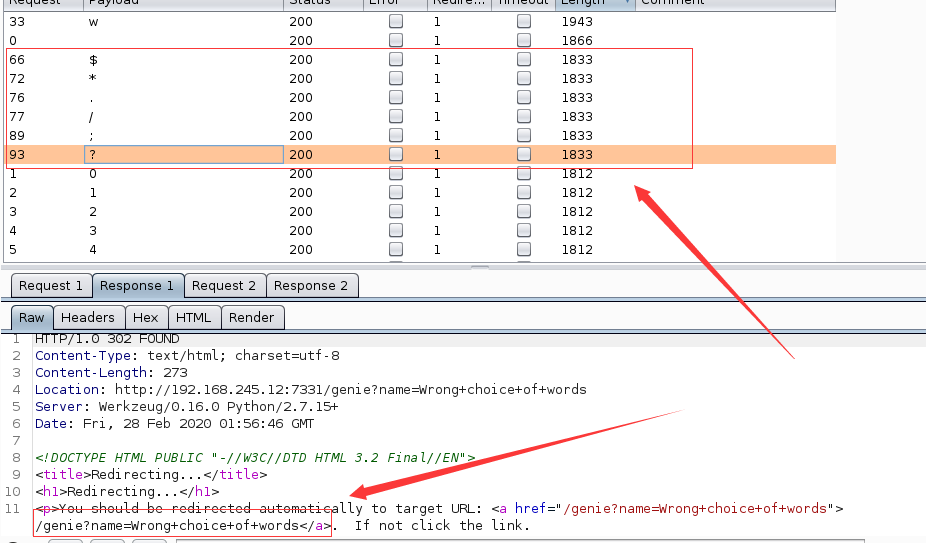 Request Payload Status Error Redire... Timeout Length Comment
33 w 200 1 1943
0 200 1 1866
66 $ 200 1 1833
72 * 200 1 1833
76 . 200 1 1833
77 / 200 1 1833
89 ; 200 1 1833
93 ? 200 1 1833
1 0 200 1 1812
2 1 200 1 1812
3 2 200 1 1812
4 3 200 1 1812
5 4 200 1 1812
Request 1 Response 1 Request 2 Response 2
Raw Headers Hex HTML Render
1 HTTP/1.0 302 FOUND
2 Content-Type: text/html; charset=utf-8
3 Content-Length: 273
4 Location: http://192.168.245.12:7331/genie?name=Wrong+choice+of+words
5 Server: Werkzeug/0.16.0 Python/2.7.15+
6 Date: Fri, 28 Feb 2020 01:56:46 GMT
7
8 <!DOCTYPE HTML PUBLIC "-//W3C//DTD HTML 3.2 Final//EN">
9 <title>Redirecting...</title>
10 <h1>Redirecting...</h1>
11 <p>You should be redirected automatically to target URL: <a href="/genie?name=Wrong+choice+of+words">
/genie?name=Wrong+choice+of+words</a>.  If not click the link.